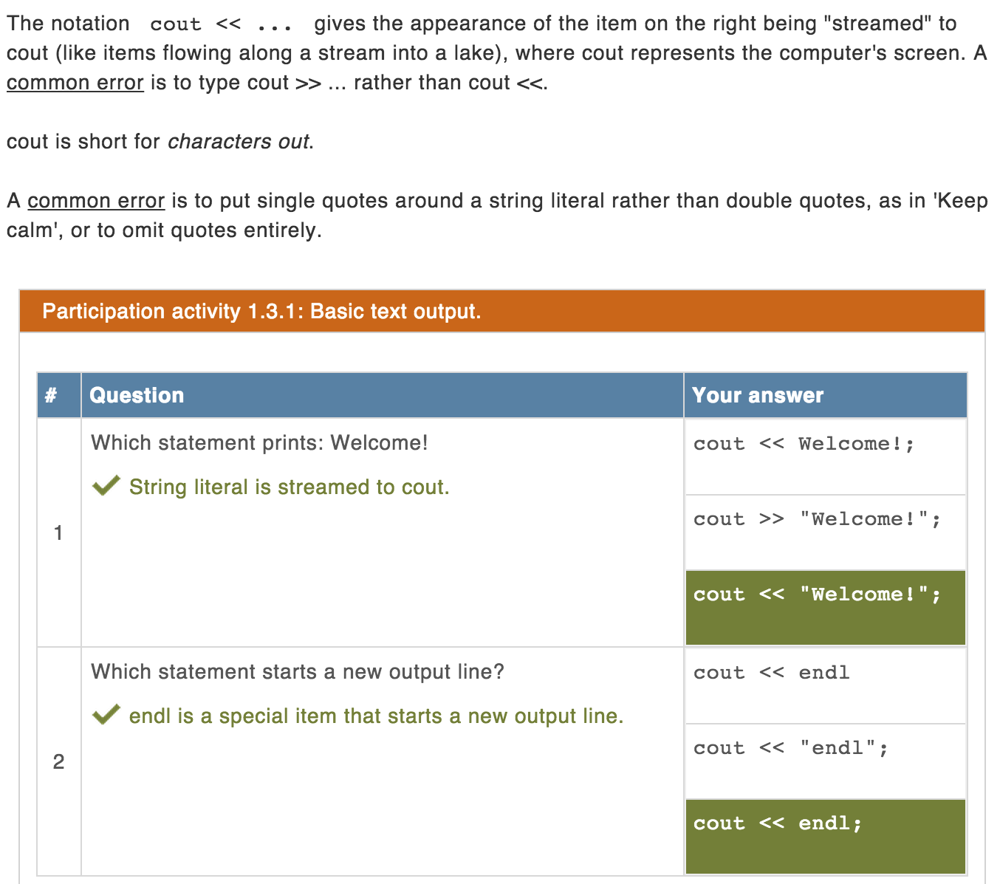 The notation cout << ... gives the appearance of the item on the right being "streamed" to
cout (like items flowing along a stream into a lake), where cout represents the computer's screen. A
common error is to type cout >> ... rather than cout <<.
cout is short for characters out.
A common error is to put single quotes around a string literal rather than double quotes, as in 'Keep
calm', or to omit quotes entirely.
Participation activity 1.3.1: Basic text output.
# Question Your answer
1
Which statement prints: Welcome!
String literal is streamed to cout.
cout << Welcome!;
cout >> "Welcome!";
cout << "Welcome!";
2
Which statement starts a new output line?
endl is a special item that starts a new output line.
cout << endl
cout << "endl";
cout << endl;